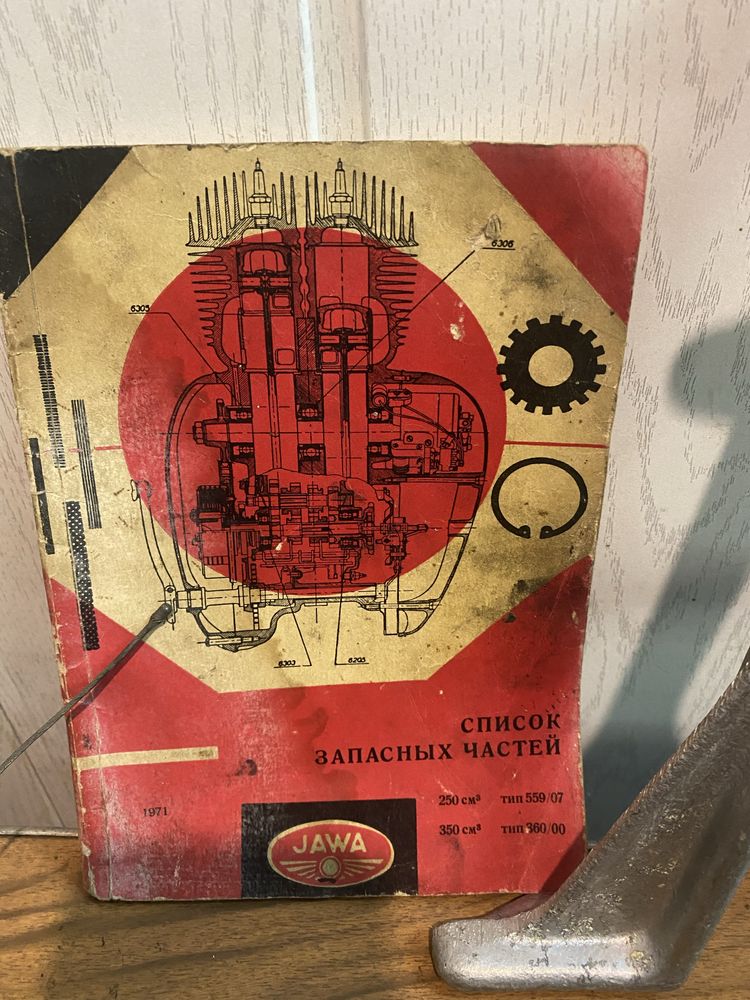 6306
6305
6303
6205
СПИСОК
ЗАПАСНЫХ ЧАСТЕЙ
1971
250 см³ тип 559/07
350 см³ тип 360/00
JAWA